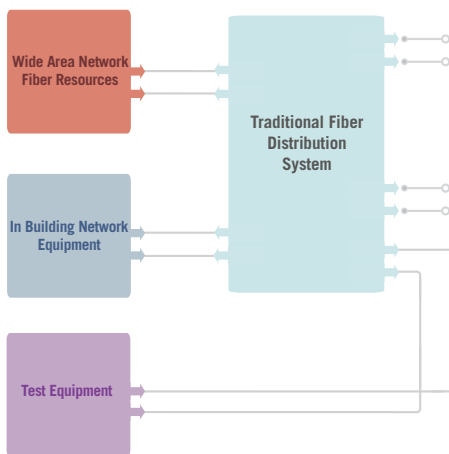 Wide Area Network
Fiber Resources
Traditional Fiber
Distribution
System
In Building Network
Equipment
Test Equipment